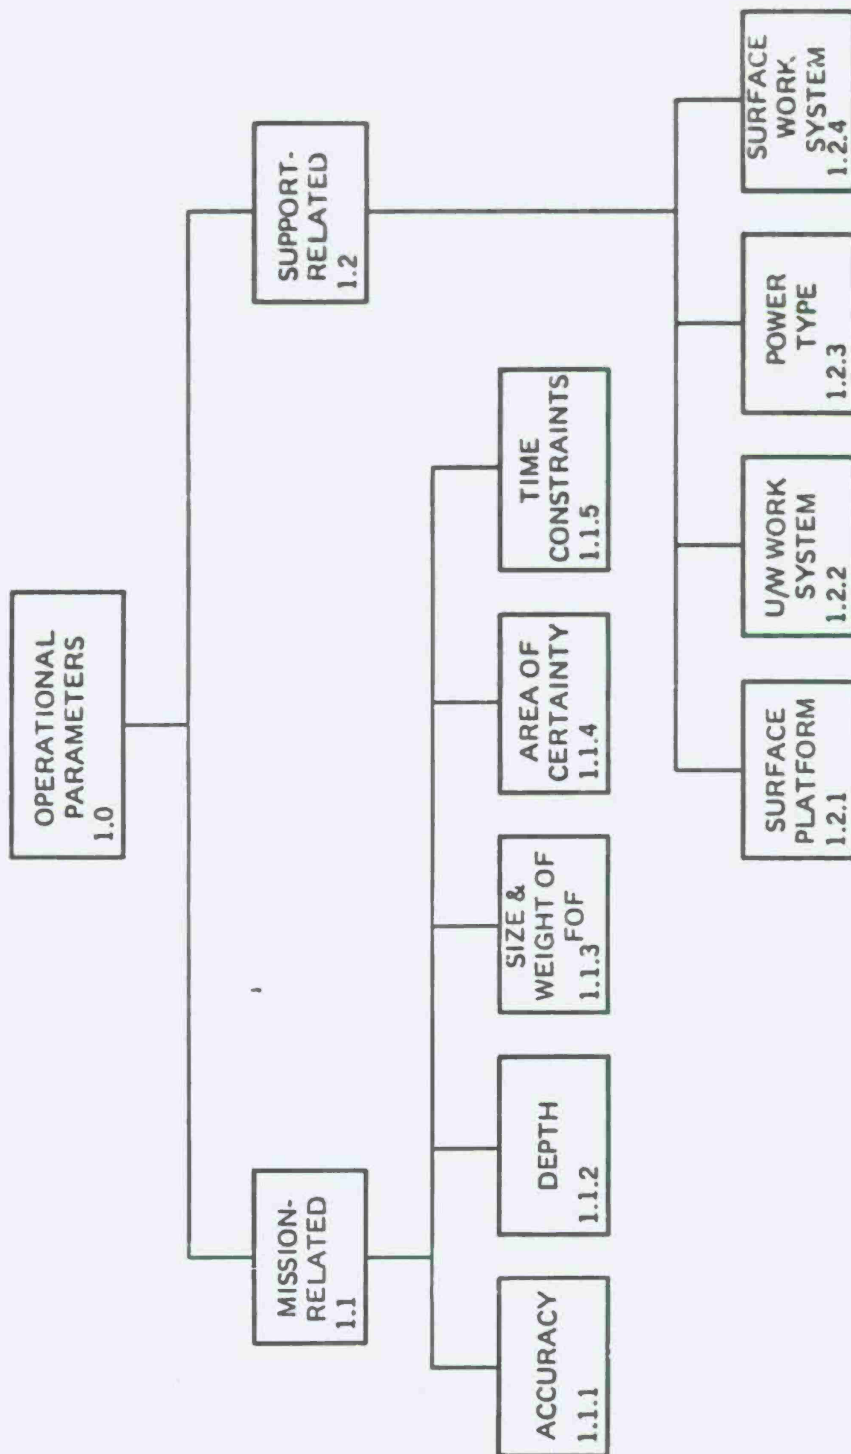 OPERATIONAL
PARAMETERS
1.0
MISSION-
RELATED
1.1
SUPPORT-
RELATED
1.2
ACCURACY
1.1.1
DEPTH
1.1.2
SIZE &
WEIGHT OF
FOF
1.1.3
AREA OF
CERTAINTY
1.1.4
TIME
CONSTRAINTS
1.1.5
SURFACE
PLATFORM
1.2.1
U/W WORK
SYSTEM
1.2.2
POWER
TYPE
1.2.3
SURFACE
WORK
SYSTEM
1.2.4